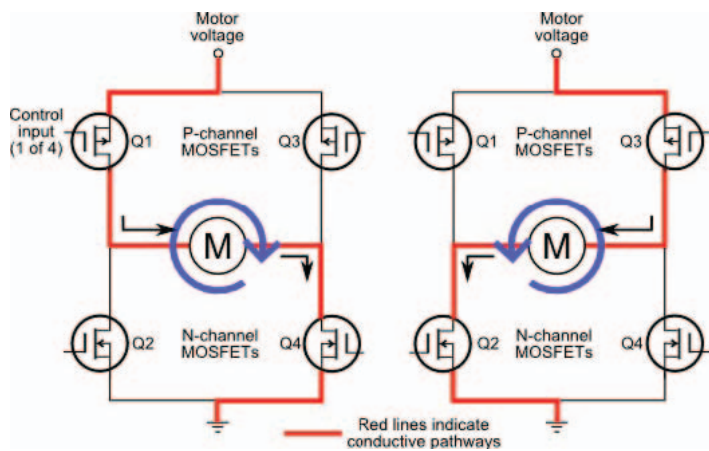 Motor
voltage
Control
input
(1 of 4)
Q1
P-channel
MOSFETs
Q3
M
Q2
N-channel
MOSFETs
Q4
Motor
voltage
Q1
P-channel
MOSFETs
Q3
M
Q2
N-channel
MOSFETs
Q4
Red lines indicate
conductive pathways